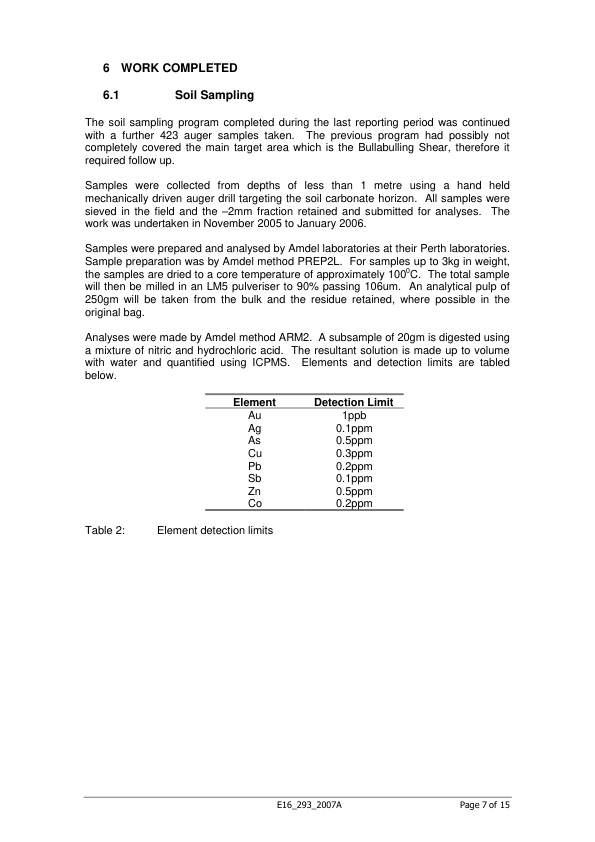 6 WORK COMPLETED
6.1 Soil Sampling
The soil sampling program completed during the last reporting period was continued
with a further 423 auger samples taken. The previous program had possibly not
completely covered the main target area which is the Bullabulling Shear, therefore it
required follow up.
Samples were collected from depths of less than 1 metre using a hand held
mechanically driven auger drill targeting the soil carbonate horizon. All samples were
sieved in the field and the –2mm fraction retained and submitted for analyses. The
work was undertaken in November 2005 to January 2006.
Samples were prepared and analysed by Amdel laboratories at their Perth laboratories.
Sample preparation was by Amdel method PREP2L. For samples up to 3kg in weight,
the samples are dried to a core temperature of approximately 100⁰C. The total sample
will then be milled in an LM5 pulveriser to 90% passing 106um. An analytical pulp of
250gm will be taken from the bulk and the residue retained, where possible in the
original bag.
Analyses were made by Amdel method ARM2. A subsample of 20gm is digested using
a mixture of nitric and hydrochloric acid. The resultant solution is made up to volume
with water and quantified using ICPMS. Elements and detection limits are tabled
below.
Element Detection Limit
Au 1ppb
Ag 0.1ppm
As 0.5ppm
Cu 0.3ppm
Pb 0.2ppm
Sb 0.1ppm
Zn 0.5ppm
Co 0.2ppm
Table 2: Element detection limits
E16_293_2007A Page 7 of 15